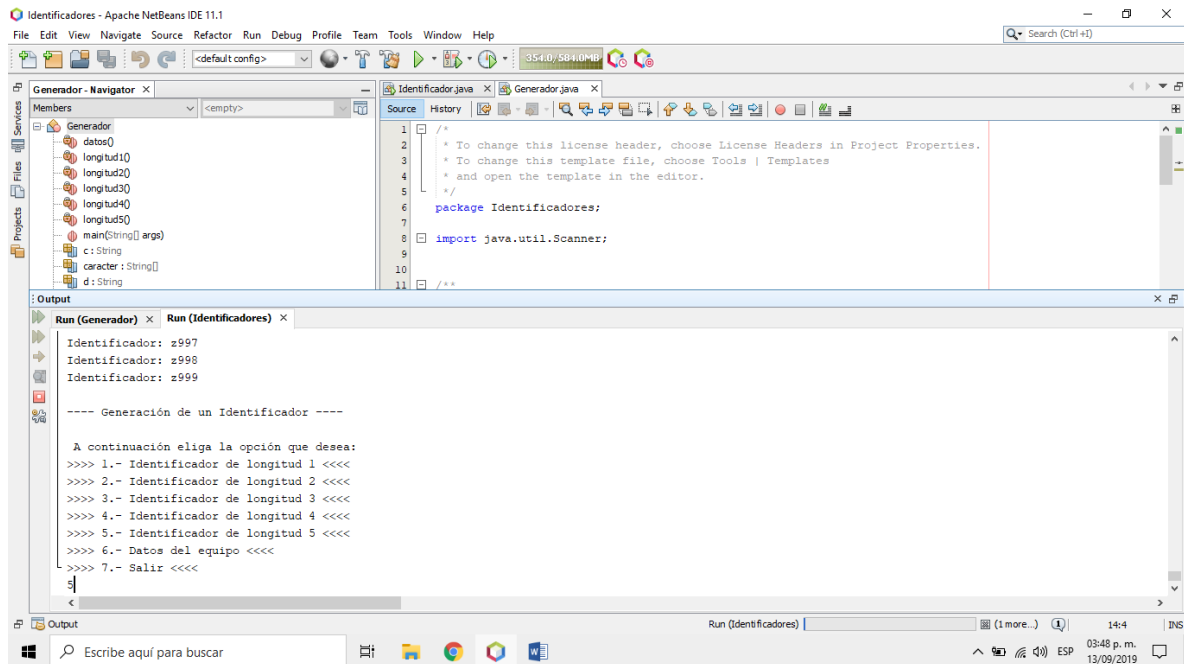 Identificadores - Apache NetBeans IDE 11.1
File Edit View Navigate Source Refactor Run Debug Profile Team Tools Window Help
Search (Ctrl+I)
<default config>
354.0/584.0MB
Generador - Navigator
Identificador.java
Generador.java
Members
<empty>
Source
History
Services
Files
Projects
Generador
datos()
longitud1()
longitud2()
longitud3()
longitud4()
longitud5()
main(String[] args)
c : String
caracter : String[]
d : String
1 /*
2 * To change this license header, choose License Headers in Project Properties.
3 * To change this template file, choose Tools | Templates
4 * and open the template in the editor.
5 */
6 package Identificadores;
7
8 import java.util.Scanner;
9
10
11 /**
Output
Run (Generador)
Run (Identificadores)
Identificador: z997
Identificador: z998
Identificador: z999
---- Generación de un Identificador ----
A continuación eliga la opción que desea:
>>>> 1.- Identificador de longitud 1 <<<<
>>>> 2.- Identificador de longitud 2 <<<<
>>>> 3.- Identificador de longitud 3 <<<<
>>>> 4.- Identificador de longitud 4 <<<<
>>>> 5.- Identificador de longitud 5 <<<<
>>>> 6.- Datos del equipo <<<<
>>>> 7.- Salir <<<<
5
Output
Run (Identificadores)
(1 more...)
1
14:4
INS
Escribe aquí para buscar
ESP
03:48 p. m.
13/09/2019